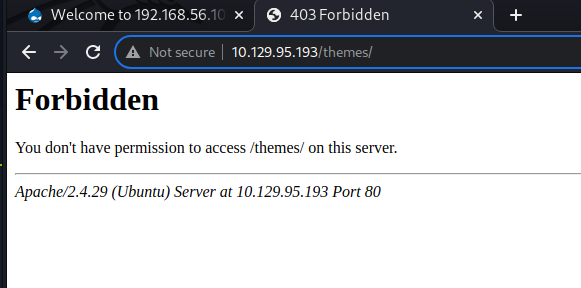 Welcome to 192.168.56.10
403 Forbidden
Not secure
10.129.95.193/themes/
Forbidden
You don't have permission to access /themes/ on this server.
Apache/2.4.29 (Ubuntu) Server at 10.129.95.193 Port 80